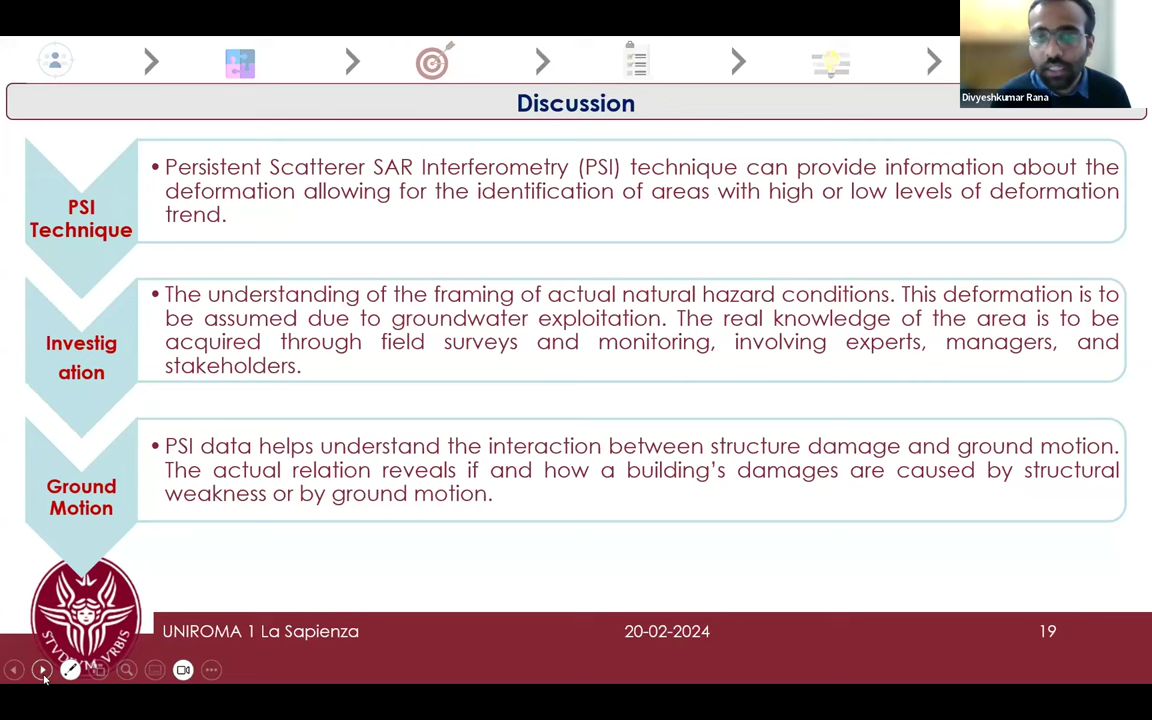 Divyeshkumar Rana
Discussion
PSI
Technique
• Persistent Scatterer SAR Interferometry (PSI) technique can provide information about the
deformation allowing for the identification of areas with high or low levels of deformation
trend.
Investig
ation
• The understanding of the framing of actual natural hazard conditions. This deformation is to
be assumed due to groundwater exploitation. The real knowledge of the area is to be
acquired through field surveys and monitoring, involving experts, managers, and
stakeholders.
Ground
Motion
• PSI data helps understand the interaction between structure damage and ground motion.
The actual relation reveals if and how a building’s damages are caused by structural
weakness or by ground motion.
STVDIVM VRBIS
UNIROMA 1 La Sapienza
20-02-2024
19